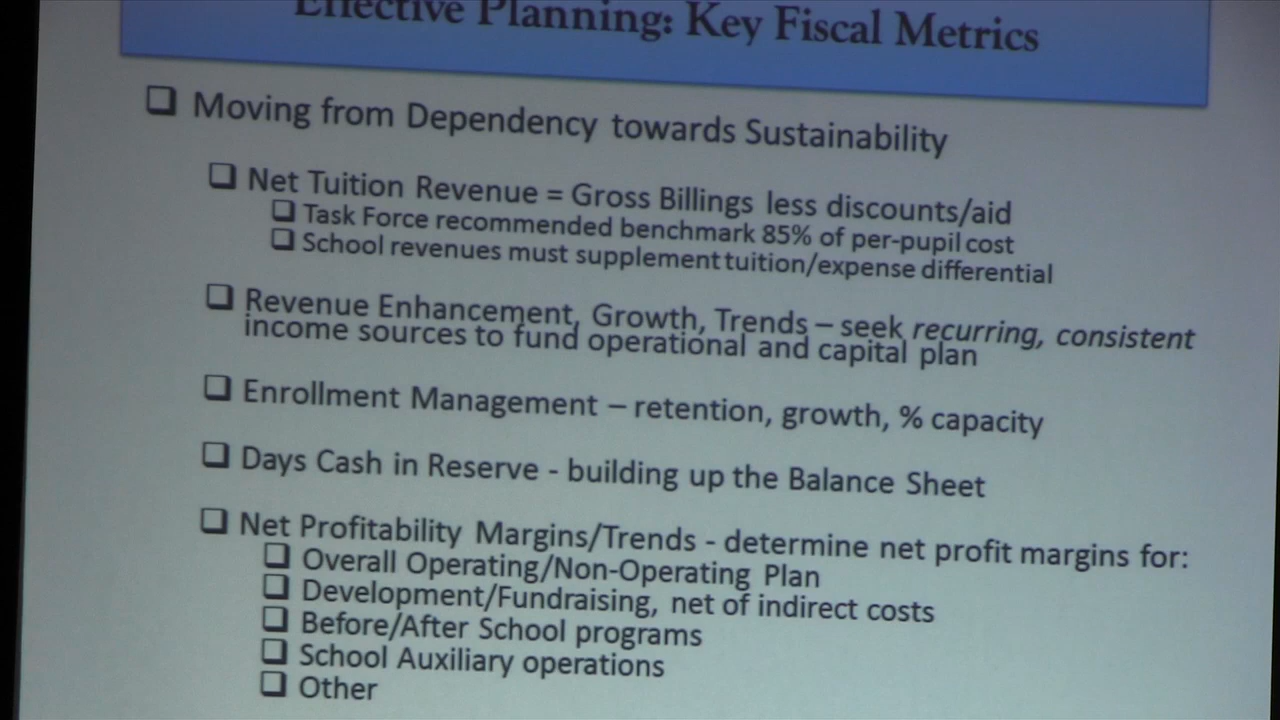 Effective Planning: Key Fiscal Metrics
❑ Moving from Dependency towards Sustainability
❑ Net Tuition Revenue = Gross Billings less discounts/aid
❑ Task Force recommended benchmark 85% of per-pupil cost
❑ School revenues must supplement tuition/expense differential
❑ Revenue Enhancement, Growth, Trends – seek recurring, consistent
income sources to fund operational and capital plan
❑ Enrollment Management – retention, growth, % capacity
❑ Days Cash in Reserve - building up the Balance Sheet
❑ Net Profitability Margins/Trends - determine net profit margins for:
❑ Overall Operating/Non-Operating Plan
❑ Development/Fundraising, net of indirect costs
❑ Before/After School programs
❑ School Auxiliary operations
❑ Other